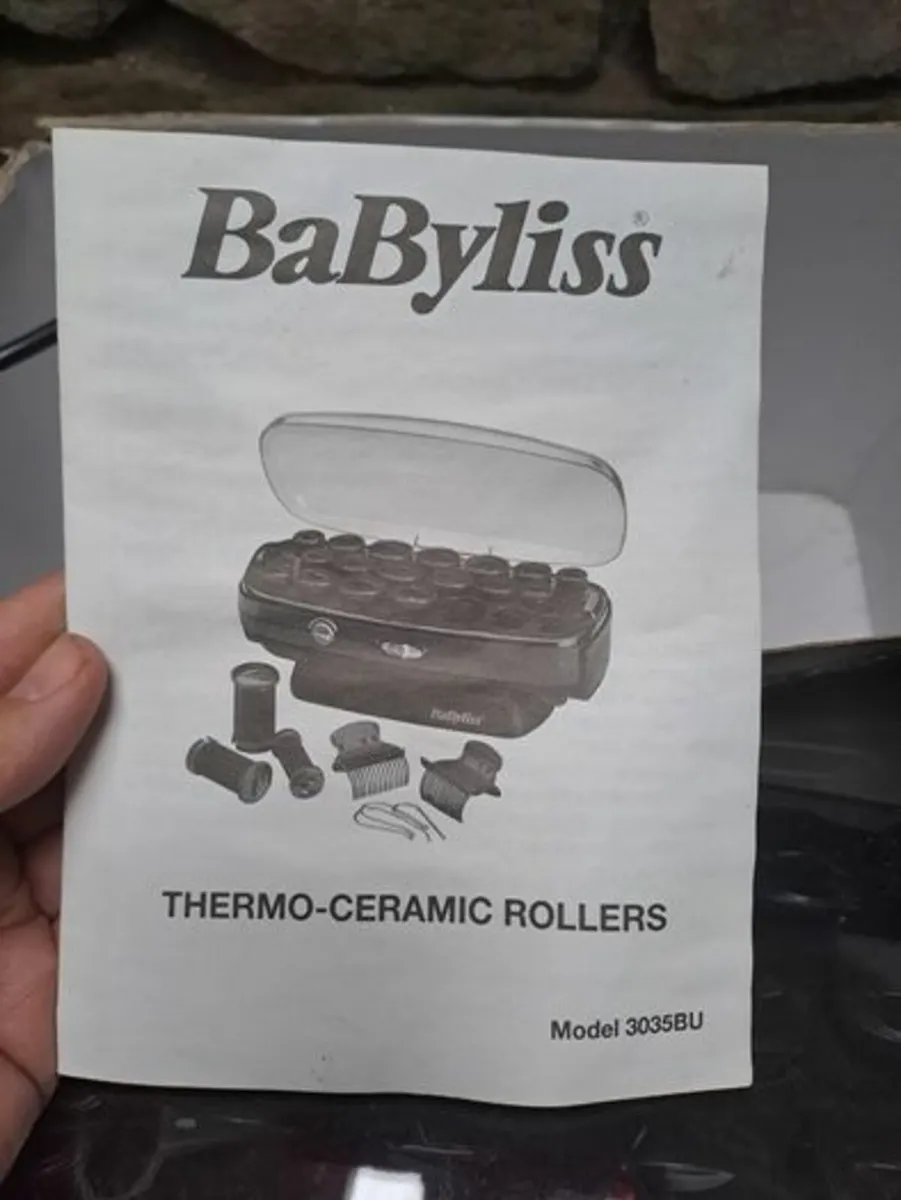 BaByliss®
BaByliss
THERMO-CERAMIC ROLLERS
Model 3035BU